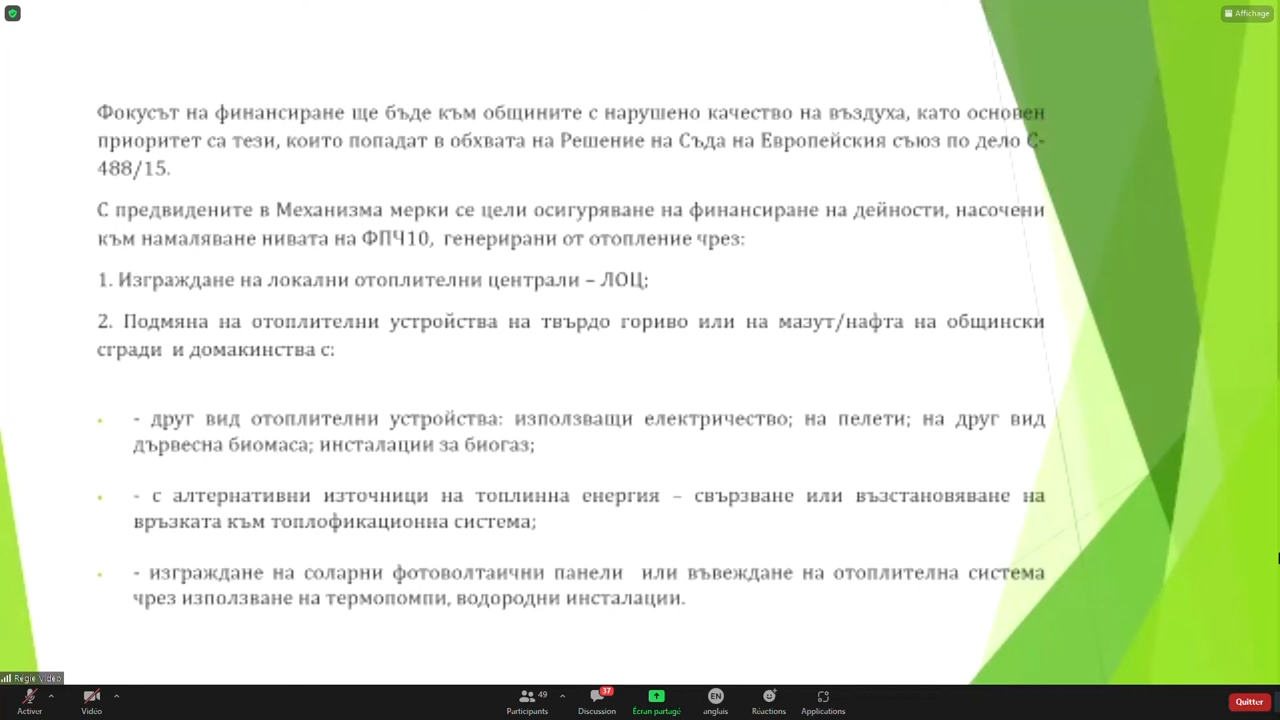 Affichage
Фокусът на финансиране ще бъде към общините с нарушено качество на въздуха, като основен
приоритет са тези, които попадат в обхвата на Решение на Съда на Европейския съюз по дело С-
488/15.
С предвидените в Механизма мерки се цели осигуряване на финансиране на дейности, насочени
към намаляване нивата на ФПЧ10, генерирани от отопление чрез:
1. Изграждане на локални отоплителни централи – ЛОЦ;
2. Подмяна на отоплителни устройства на твърдо гориво или на мазут/нафта на общински
сгради и домакинства с:
- друг вид отоплителни устройства: използващи електричество; на пелети; на друг вид
дървесна биомаса; инсталации за биогаз;
- с алтернативни източници на топлинна енергия – свързване или възстановяване на
връзката към топлофикационна система;
- изграждане на соларни фотоволтаични панели или въвеждане на отоплителна система
чрез използване на термопомпи, водородни инсталации.
Régie Vidéo
49 37 EN
Activer Vidéo Participants Discussion Écran partagé anglais Réactions Applications Quitter